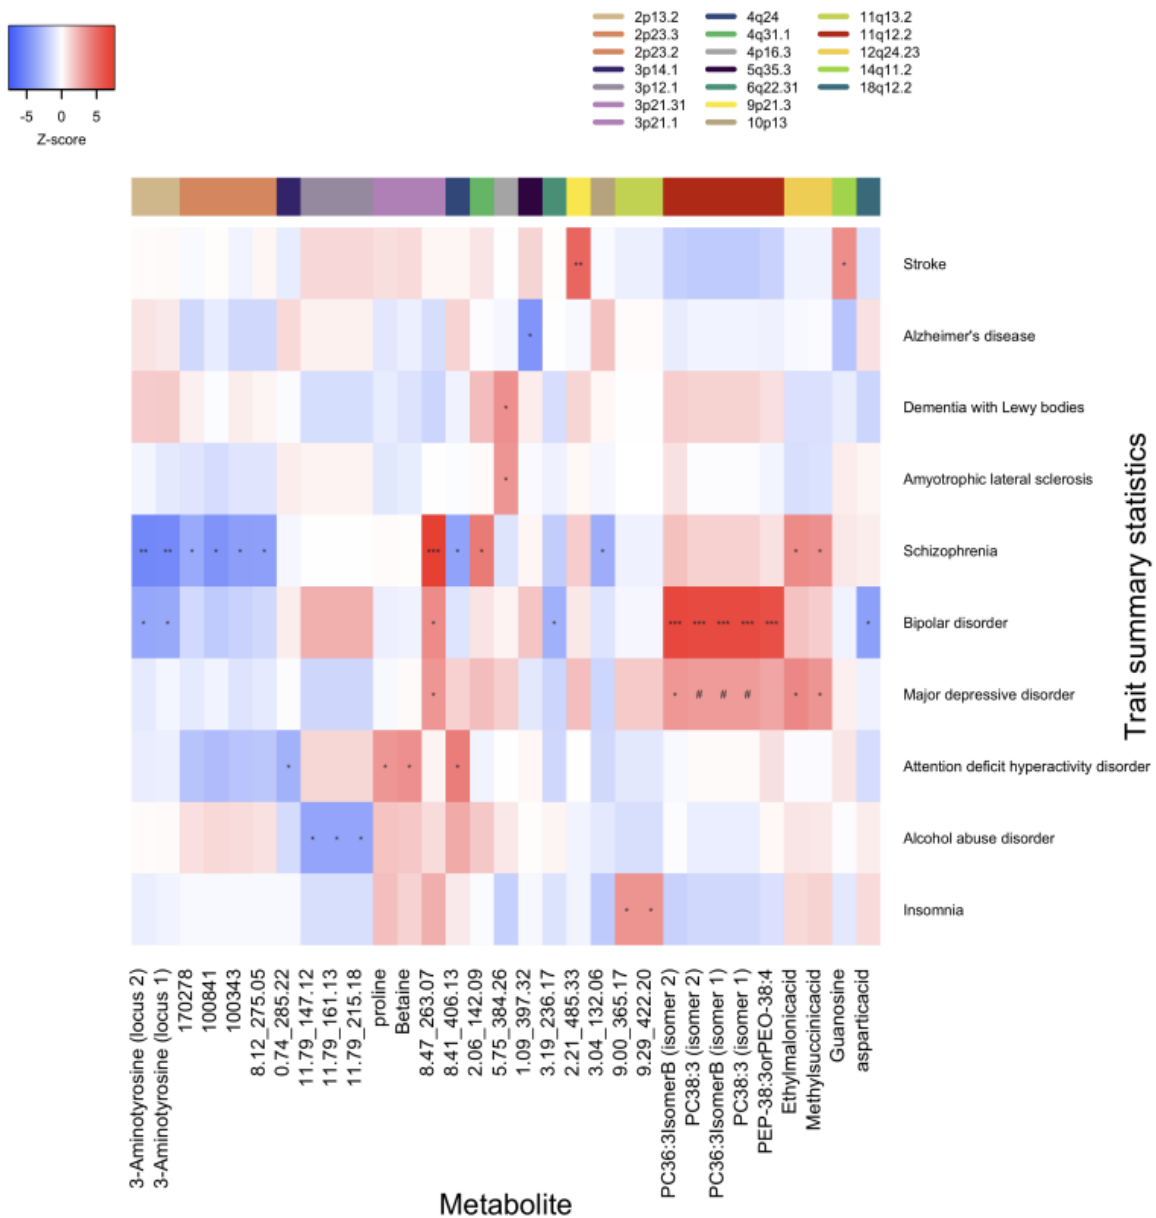 -5 0 5
Z-score
2p13.2
2p23.3
2p23.2
3p14.1
3p12.1
3p21.31
3p21.1
4q24
4q31.1
4p16.3
5q35.3
6q22.31
9p21.3
10p13
11q13.2
11q12.2
12q24.23
14q11.2
18q12.2
**
*
Stroke
*
Alzheimer's disease
*
Dementia with Lewy bodies
*
Amyotrophic lateral sclerosis
** ** * * * * *** * * * * *
Schizophrenia
* * * * *** *** *** *** *** *
Bipolar disorder
* * # # # * *
Major depressive disorder
* * * *
Attention deficit hyperactivity disorder
* * *
Alcohol abuse disorder
* *
Insomnia
Trait summary statistics
3-Aminotyrosine (locus 2)
3-Aminotyrosine (locus 1)
170278
100841
100343
8.12_275.05
0.74_285.22
11.79_147.12
11.79_161.13
11.79_215.18
proline
Betaine
8.47_263.07
8.41_406.13
2.06_142.09
5.75_384.26
1.09_397.32
3.19_236.17
2.21_485.33
3.04_132.06
9.00_365.17
9.29_422.20
PC36:3IsomerB (isomer 2)
PC38:3 (isomer 2)
PC36:3IsomerB (isomer 1)
PC38:3 (isomer 1)
PEP-38:3orPEO-38:4
Ethylmalonicacid
Methylsuccinicacid
Guanosine
asparticacid
Metabolite